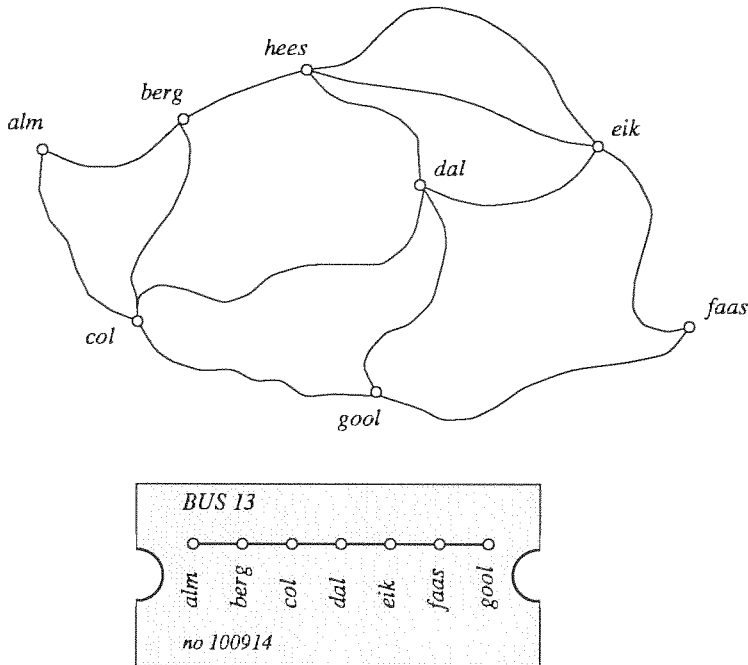 hees
berg
alm
eik
dal
faas
col
gool
BUS 13
alm
berg
col
dal
eik
faas
gool
no 100914